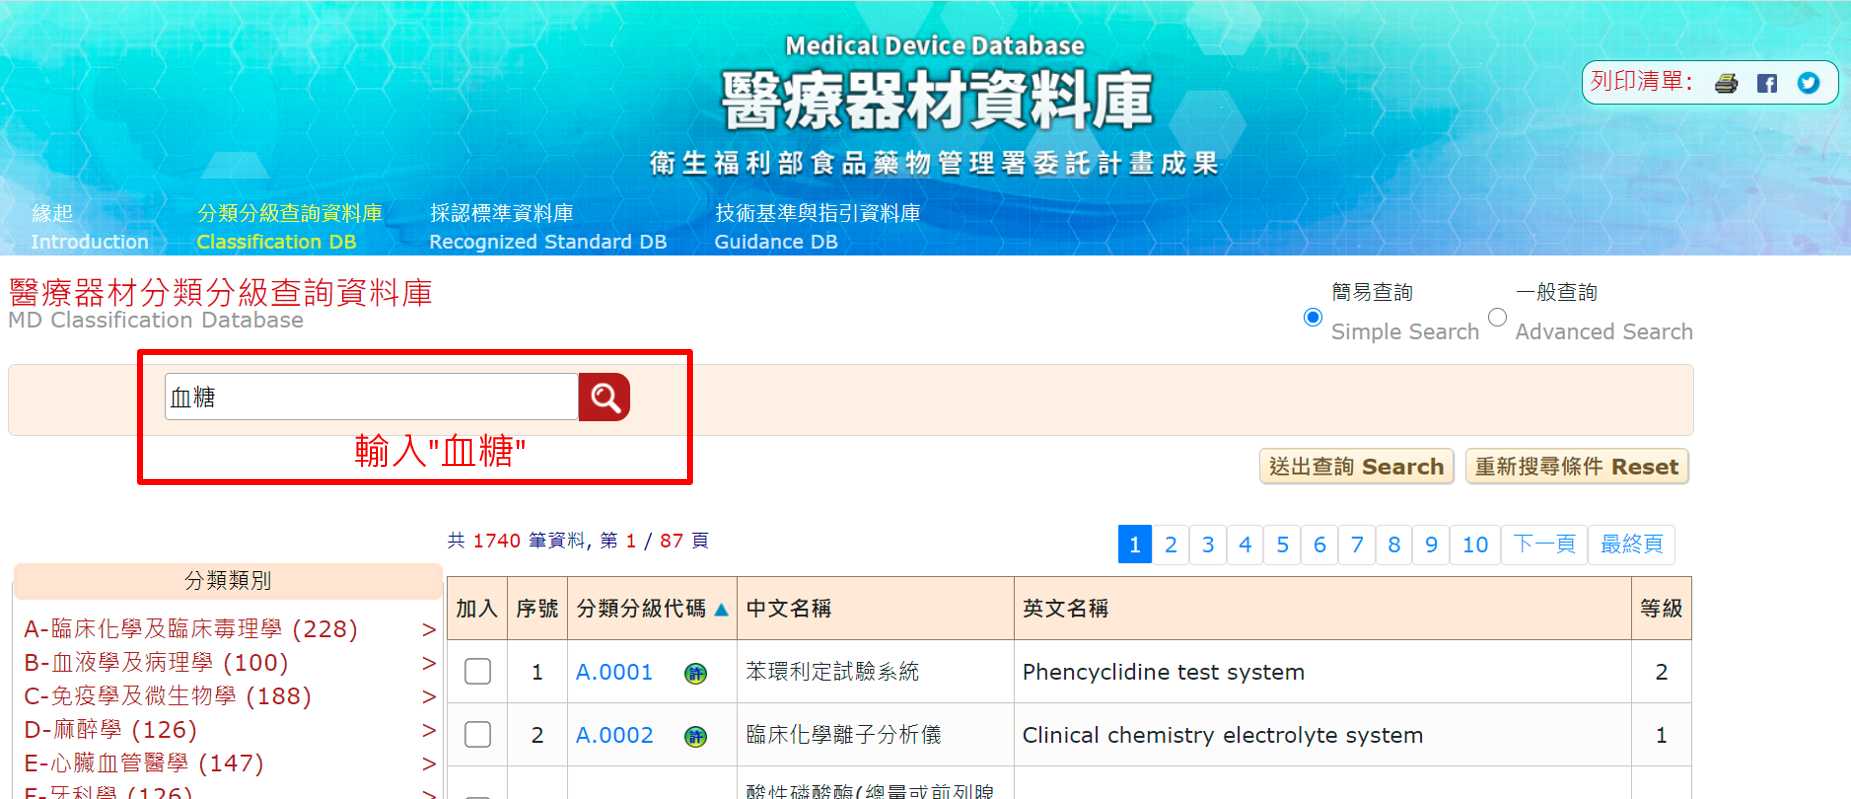 Medical Device Database
醫療器材資料庫
衛生福利部食品藥物管理署委託計畫成果
列印清單:
緣起
Introduction
分類分級查詢資料庫
Classification DB
採認標準資料庫
Recognized Standard DB
技術基準與指引資料庫
Guidance DB
醫療器材分類分級查詢資料庫
MD Classification Database
簡易查詢
Simple Search
一般查詢
Advanced Search
血糖
輸入"血糖"
送出查詢 Search
重新搜尋條件 Reset
共 1740 筆資料, 第 1 / 87 頁
1 2 3 4 5 6 7 8 9 10 下一頁 最終頁
分類類別
A-臨床化學及臨床毒理學 (228) >
B-血液學及病理學 (100) >
C-免疫學及微生物學 (188) >
D-麻醉學 (126) >
E-心臟血管醫學 (147) >
F-牙科學 (126) >
加入 序號 分類分級代碼 ▲ 中文名稱 英文名稱 等級
1 A.0001 許 苯環利定試驗系統 Phencyclidine test system 2
2 A.0002 許 臨床化學離子分析儀 Clinical chemistry electrolyte system 1
酸性磷酸酶(總量或前列腺